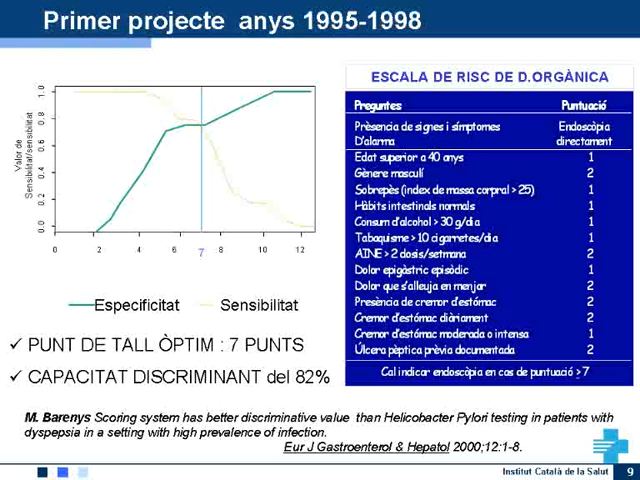 Primer projecte anys 1995-1998
ESCALA DE RISC DE D.ORGÀNICA
Preguntes Puntuació
Prèsencia de signes i símptomes Endoscòpia
D'alarma directament
Edat superior a 40 anys 1
Gènere masculí 2
Sobrepès (index de massa corpral > 25) 1
Hàbits intestinals normals 1
Consum d'alcohol > 30 g/dia 1
Tabaquisme > 10 cigarretes/dia 1
AINE > 2 dosis/setmana 2
Dolor epigàstric episòdic 1
Dolor que s'alleuja en menjar 2
Presència de cremor d'estómac 2
Cremor d'estómac diàriament 2
Cremor d'estómac moderada o intensa 1
Úlcera pèptica prèvia documentada 2
Cal indicar endoscòpia en cas de puntuació ≥ 7
Valor de
Sensibilitat/sensibilitat
1.0
0.8
0.6
0.4
0.2
0.0
0 2 4 6 7 8 10 12
Especificitat Sensibilitat
✓ PUNT DE TALL ÒPTIM : 7 PUNTS
✓ CAPACITAT DISCRIMINANT del 82%
M. Barenys Scoring system has better discriminative value than Helicobacter Pylori testing in patients with
dyspepsia in a setting with high prevalence of infection.
Eur J Gastroenterol & Hepatol 2000;12:1-8.
Institut Català de la Salut 9